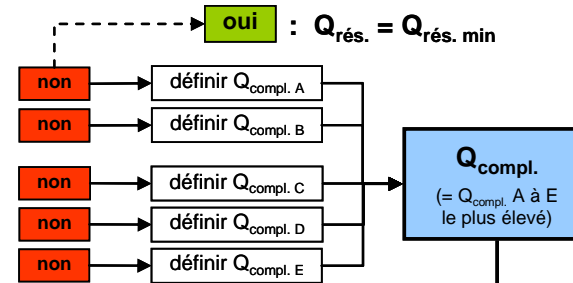 oui : Qrés. = Qrés. min
non définir Qcompl. A
non définir Qcompl. B
non définir Qcompl. C
non définir Qcompl. D
non définir Qcompl. E
Qcompl.
(= Qcompl. A à E
le plus élevé)